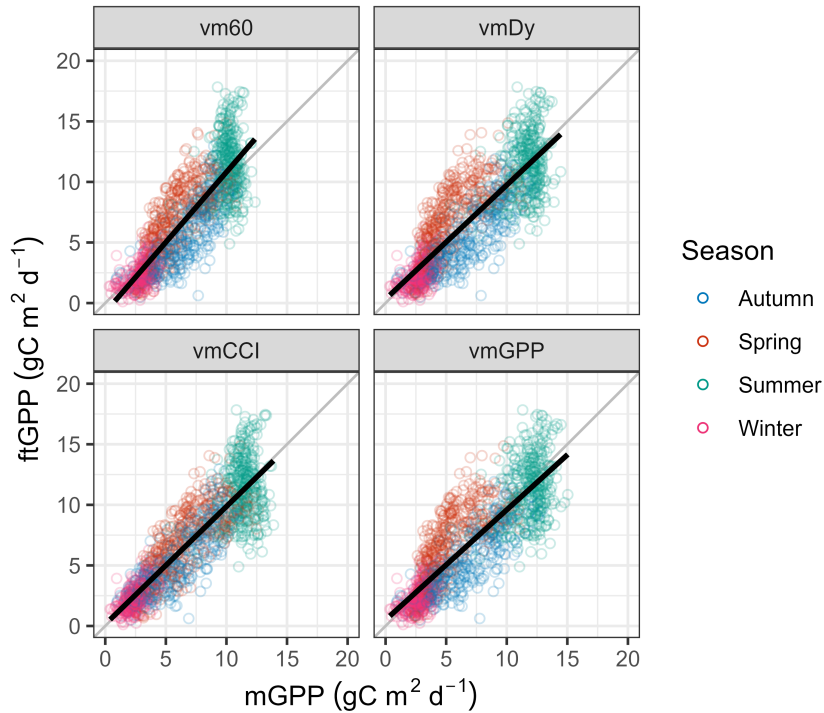 vm60 vmDy
20
15
10
5
0
vmCCI vmGPP
20
15
10
5
0
0 5 10 15 20 0 5 10 15 20
mGPP (gC m² d⁻¹)
ftGPP (gC m² d⁻¹)
Season
Autumn
Spring
Summer
Winter